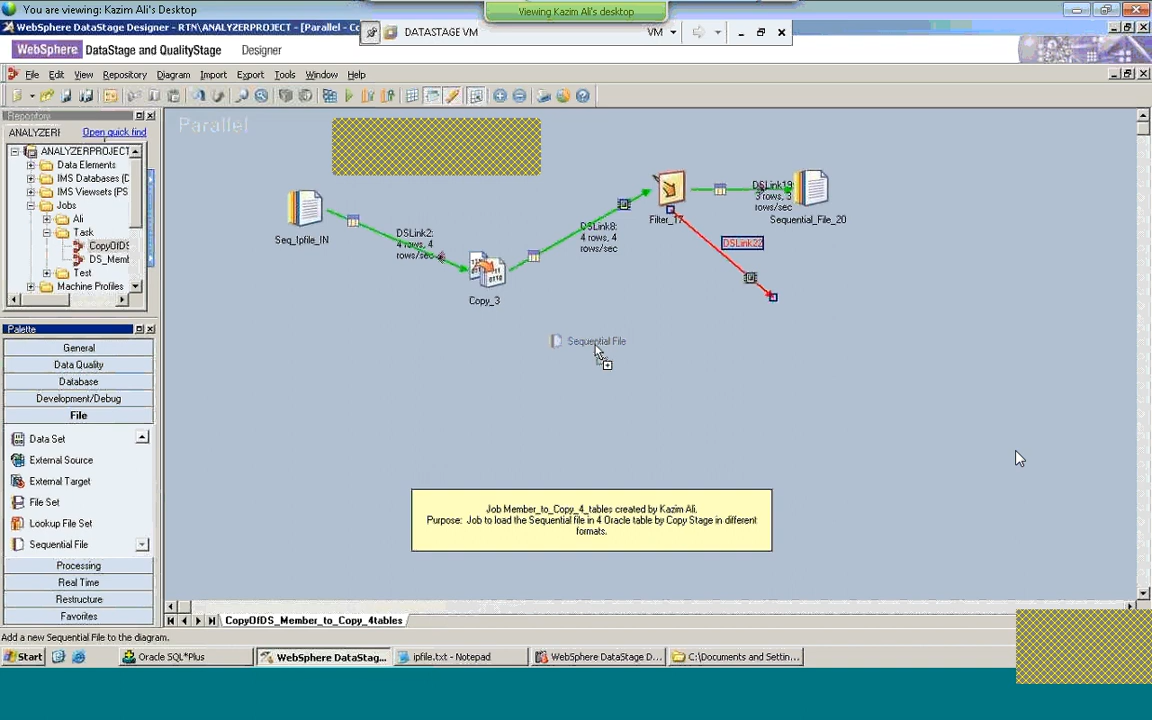 You are viewing: Kazim Ali's Desktop
Viewing Kazim Ali's desktop
WebSphere DataStage Designer - RTN\ANALYZERPROJECT - [Parallel - Co
DATASTAGE VM
VM
WebSphere DataStage and QualityStage Designer
File Edit View Repository Diagram Import Export Tools Window Help
Repository
ANALYZERF
Open quick find
ANALYZERPROJECT
Data Elements
IMS Databases (D
IMS Viewsets (PS
Jobs
Ali
Task
CopyOIDS
DS_Memb
Test
Machine Profiles
Palette
General
Data Quality
Database
Development/Debug
File
Data Set
External Source
External Target
File Set
Lookup File Set
Sequential File
Processing
Real Time
Restructure
Favorites
Parallel
Seq_Ipfile_IN
DSLink2:
4 rows, 4
rows/sec
Copy_3
DSLink8:
4 rows, 4
rows/sec
Filter_17
DSLink19:
3 rows, 3
rows/sec
Sequential_File_20
DSLink22
Sequential File
Job Member_to_Copy_4_tables created by Kazim Ali.
Purpose: Job to load the Sequential file in 4 Oracle table by Copy Stage in different
formats.
CopyOIDS_Member_to_Copy_4tables
Add a new Sequential File to the diagram.
Start
Oracle SQL*Plus
WebSphere DataStag...
ipfile.txt - Notepad
WebSphere DataStage D...
C:\Documents and Settin...